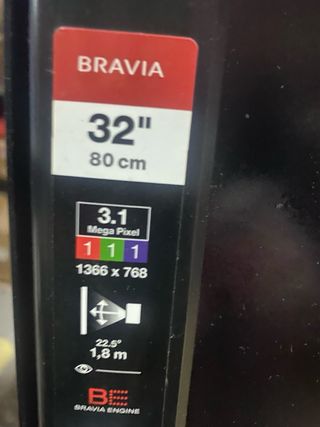 BRAVIA
32"
80 cm
3.1
Mega Pixel
1 1 1
1366 x 768
22.5°
1,8 m
BE
BRAVIA ENGINE